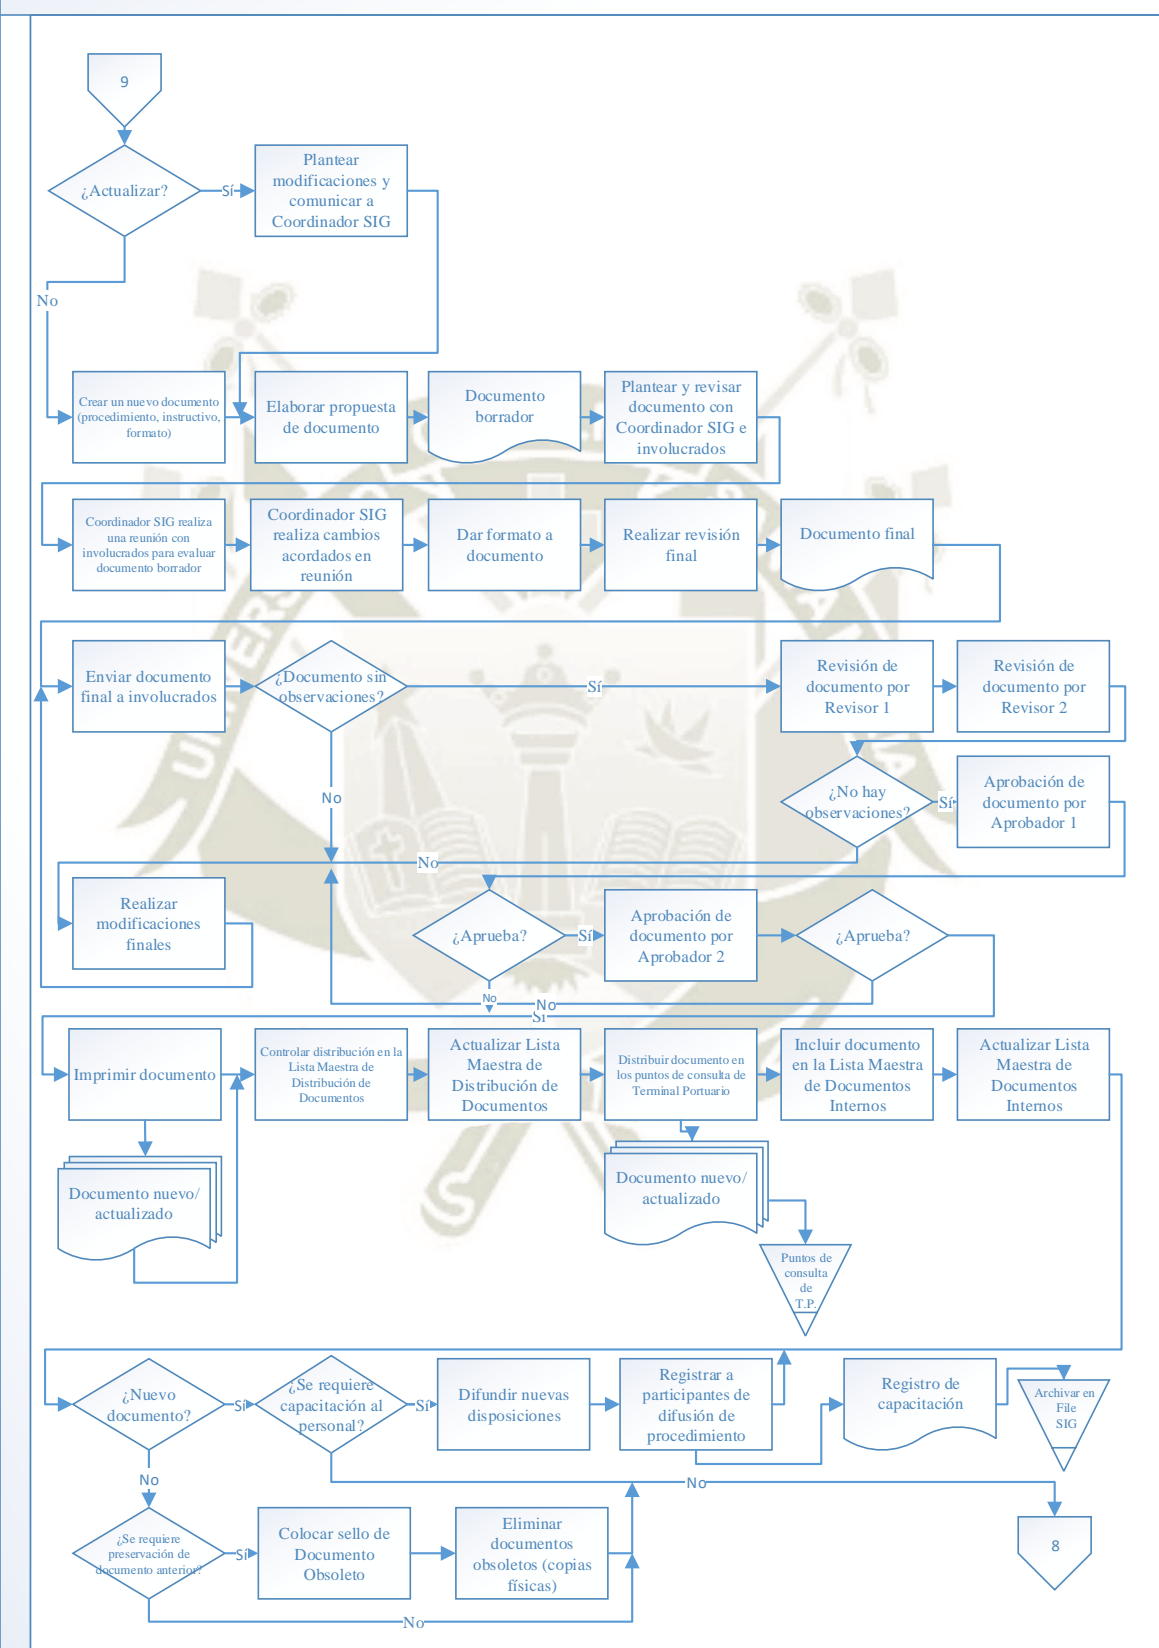 9
¿Actualizar?
Sí
Plantear
modificaciones y
comunicar a
Coordinador SIG
No
Crear un nuevo documento
(procedimiento, instructivo,
formato)
Elaborar propuesta
de documento
Documento
borrador
Plantear y revisar
documento con
Coordinador SIG e
involucrados
Coordinador SIG realiza
una reunión con
involucrados para evaluar
documento borrador
Coordinador SIG
realiza cambios
acordados en
reunión
Dar formato a
documento
Realizar revisión
final
Documento final
Enviar documento
final a involucrados
¿Documento sin
observaciones?
Sí
Revisión de
documento por
Revisor 1
Revisión de
documento por
Revisor 2
No
¿No hay
observaciones?
Sí
Aprobación de
documento por
Aprobador 1
No
Realizar
modificaciones
finales
¿Aprueba?
Sí
Aprobación de
documento por
Aprobador 2
¿Aprueba?
No
No
Sí
Imprimir documento
Controlar distribución en la
Lista Maestra de
Distribución de
Documentos
Actualizar Lista
Maestra de
Distribución de
Documentos
Distribuir documento en
los puntos de consulta de
Terminal Portuario
Incluir documento
en la Lista Maestra
de Documentos
Internos
Actualizar Lista
Maestra de
Documentos
Internos
Documento nuevo/
actualizado
Documento nuevo/
actualizado
Puntos de
consulta
de
T.P.
¿Nuevo
documento?
Sí
¿Se requiere
capacitación al
personal?
Sí
Difundir nuevas
disposiciones
Registrar a
participantes de
difusión de
procedimiento
Registro de
capacitación
Archivar en
File
SIG
No
No
¿Se requiere
preservación de
documento anterior?
Sí
Colocar sello de
Documento
Obsoleto
Eliminar
documentos
obsoletos (copias
físicas)
8
No